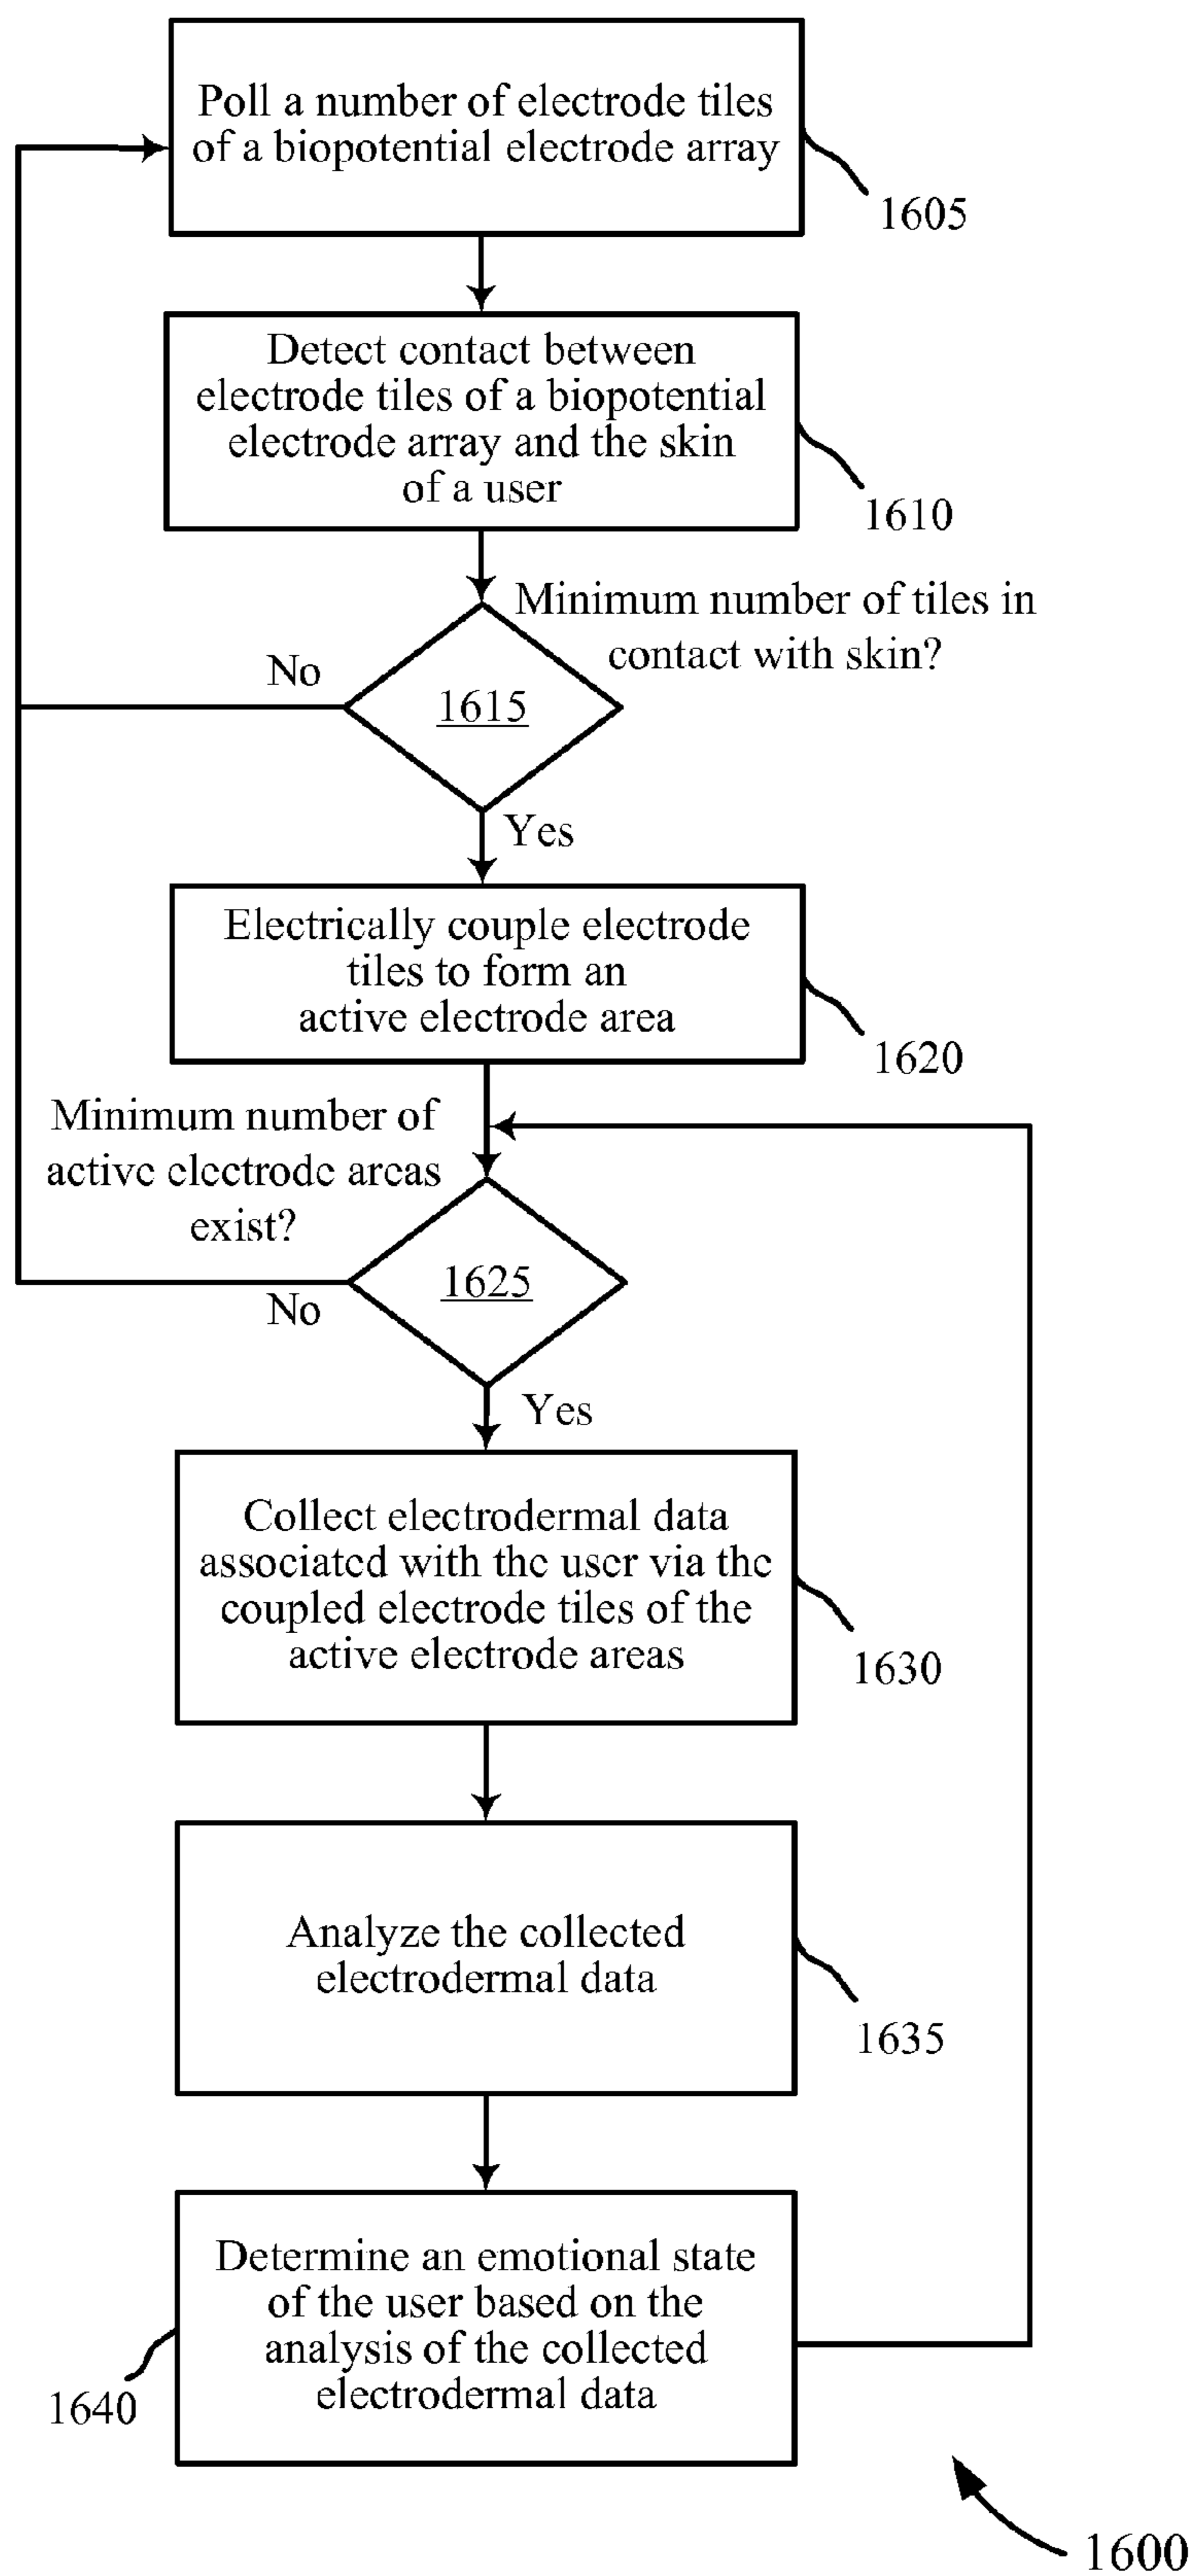 Poll a number of electrode tiles
of a biopotential electrode array
1605
Detect contact between
electrode tiles of a biopotential
electrode array and the skin
of a user
1610
Minimum number of tiles in
contact with skin?
No
1615
Yes
Electrically couple electrode
tiles to form an
active electrode area
1620
Minimum number of
active electrode areas
exist?
1625
No
Yes
Collect electrodermal data
associated with the user via the
coupled electrode tiles of the
active electrode areas
1630
Analyze the collected
electrodermal data
1635
Determine an emotional state
of the user based on the
analysis of the collected
electrodermal data
1640
1600